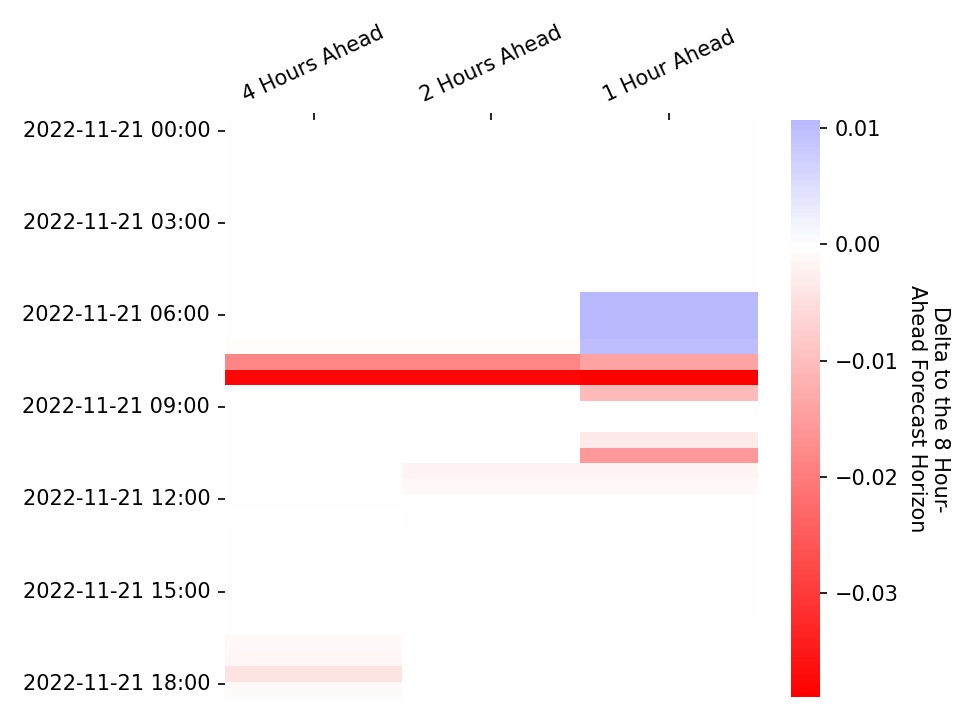 4 Hours Ahead
2 Hours Ahead
1 Hour Ahead
2022-11-21 00:00
2022-11-21 03:00
2022-11-21 06:00
2022-11-21 09:00
2022-11-21 12:00
2022-11-21 15:00
2022-11-21 18:00
0.01
0.00
−0.01
−0.02
−0.03
Delta to the 8 Hour-
Ahead Forecast Horizon